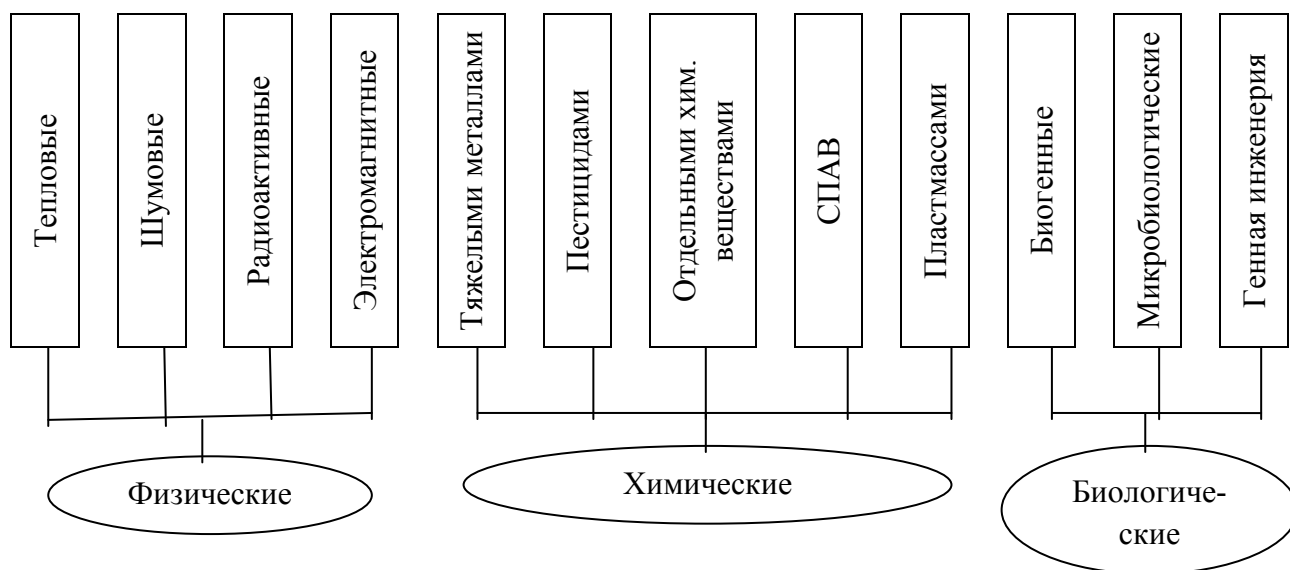 Тепловые
Шумовые
Радиоактивные
Электромагнитные
Тяжелыми металлами
Пестицидами
Отдельными хим.
веществами
СПАВ
Пластмассами
Биогенные
Микробиологические
Генная инженерия
Физические
Химические
Биологиче-
ские